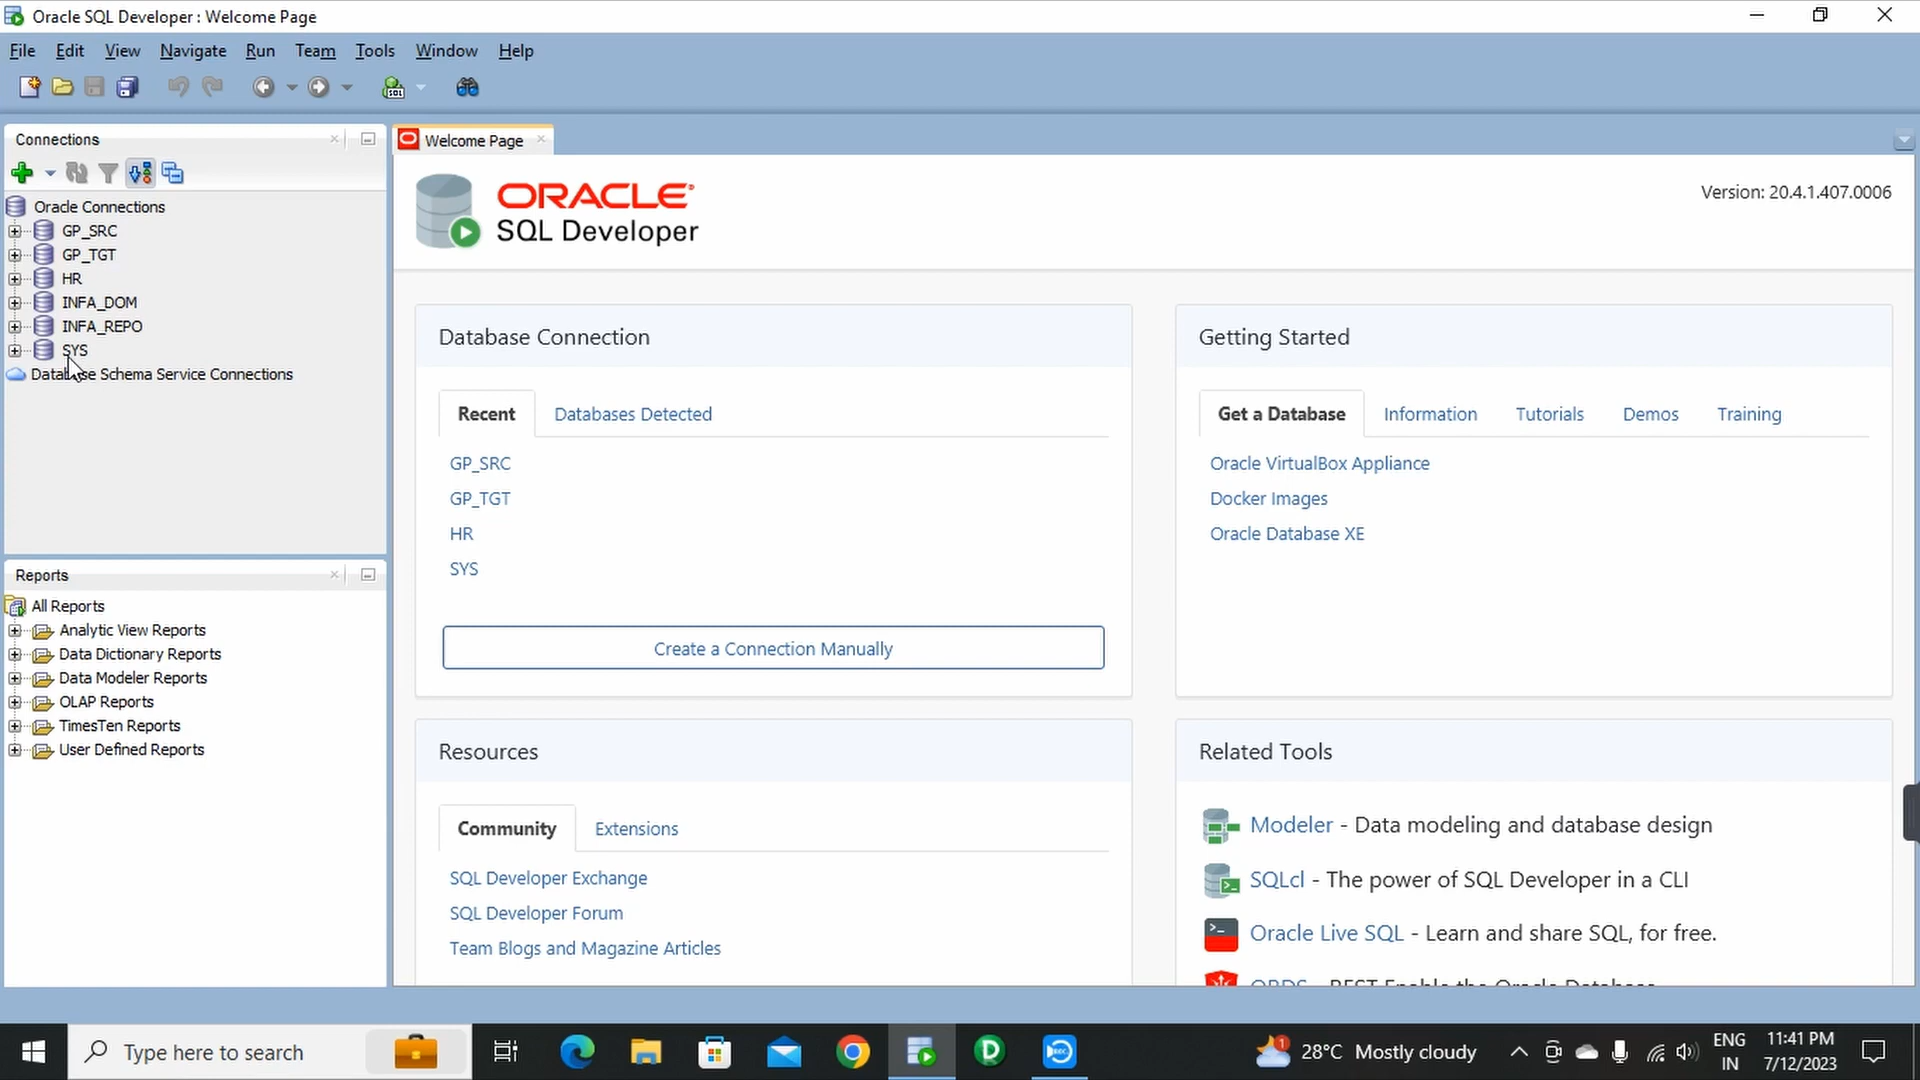 Oracle SQL Developer : Welcome Page
File Edit View Navigate Run Team Tools Window Help
Connections
Oracle Connections
GP_SRC
GP_TGT
HR
INFA_DOM
INFA_REPO
SYS
Database Schema Service Connections
Reports
All Reports
Analytic View Reports
Data Dictionary Reports
Data Modeler Reports
OLAP Reports
TimesTen Reports
User Defined Reports
Welcome Page
ORACLE
SQL Developer
Version: 20.4.1.407.0006
Database Connection
Recent Databases Detected
GP_SRC
GP_TGT
HR
SYS
Create a Connection Manually
Getting Started
Get a Database Information Tutorials Demos Training
Oracle VirtualBox Appliance
Docker Images
Oracle Database XE
Resources
Community Extensions
SQL Developer Exchange
SQL Developer Forum
Team Blogs and Magazine Articles
Related Tools
Modeler - Data modeling and database design
SQLcl - The power of SQL Developer in a CLI
Oracle Live SQL - Learn and share SQL, for free.
ORDS - REST Enable the Oracle Database
Type here to search
28°C Mostly cloudy
ENG
IN
11:41 PM
7/12/2023